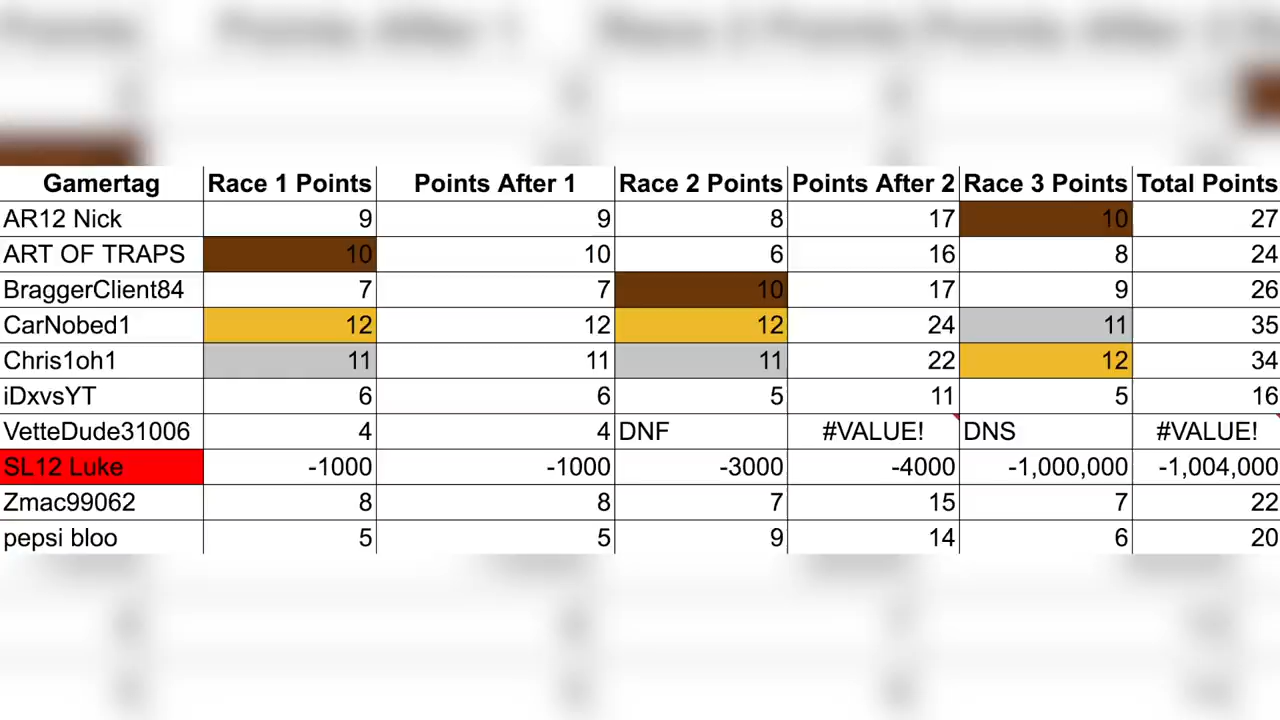 Gamertag Race 1 Points Points After 1 Race 2 Points Points After 2 Race 3 Points Total Points
AR12 Nick 9 9 8 17 10 27
ART OF TRAPS 10 10 6 16 8 24
BraggerClient84 7 7 10 17 9 26
CarNobed1 12 12 12 24 11 35
Chris1oh1 11 11 11 22 12 34
iDxvsYT 6 6 5 11 5 16
VetteDude31006 4 4 DNF #VALUE! DNS #VALUE!
SL12 Luke -1000 -1000 -3000 -4000 -1,000,000 -1,004,000
Zmac99062 8 8 7 15 7 22
pepsi bloo 5 5 9 14 6 20